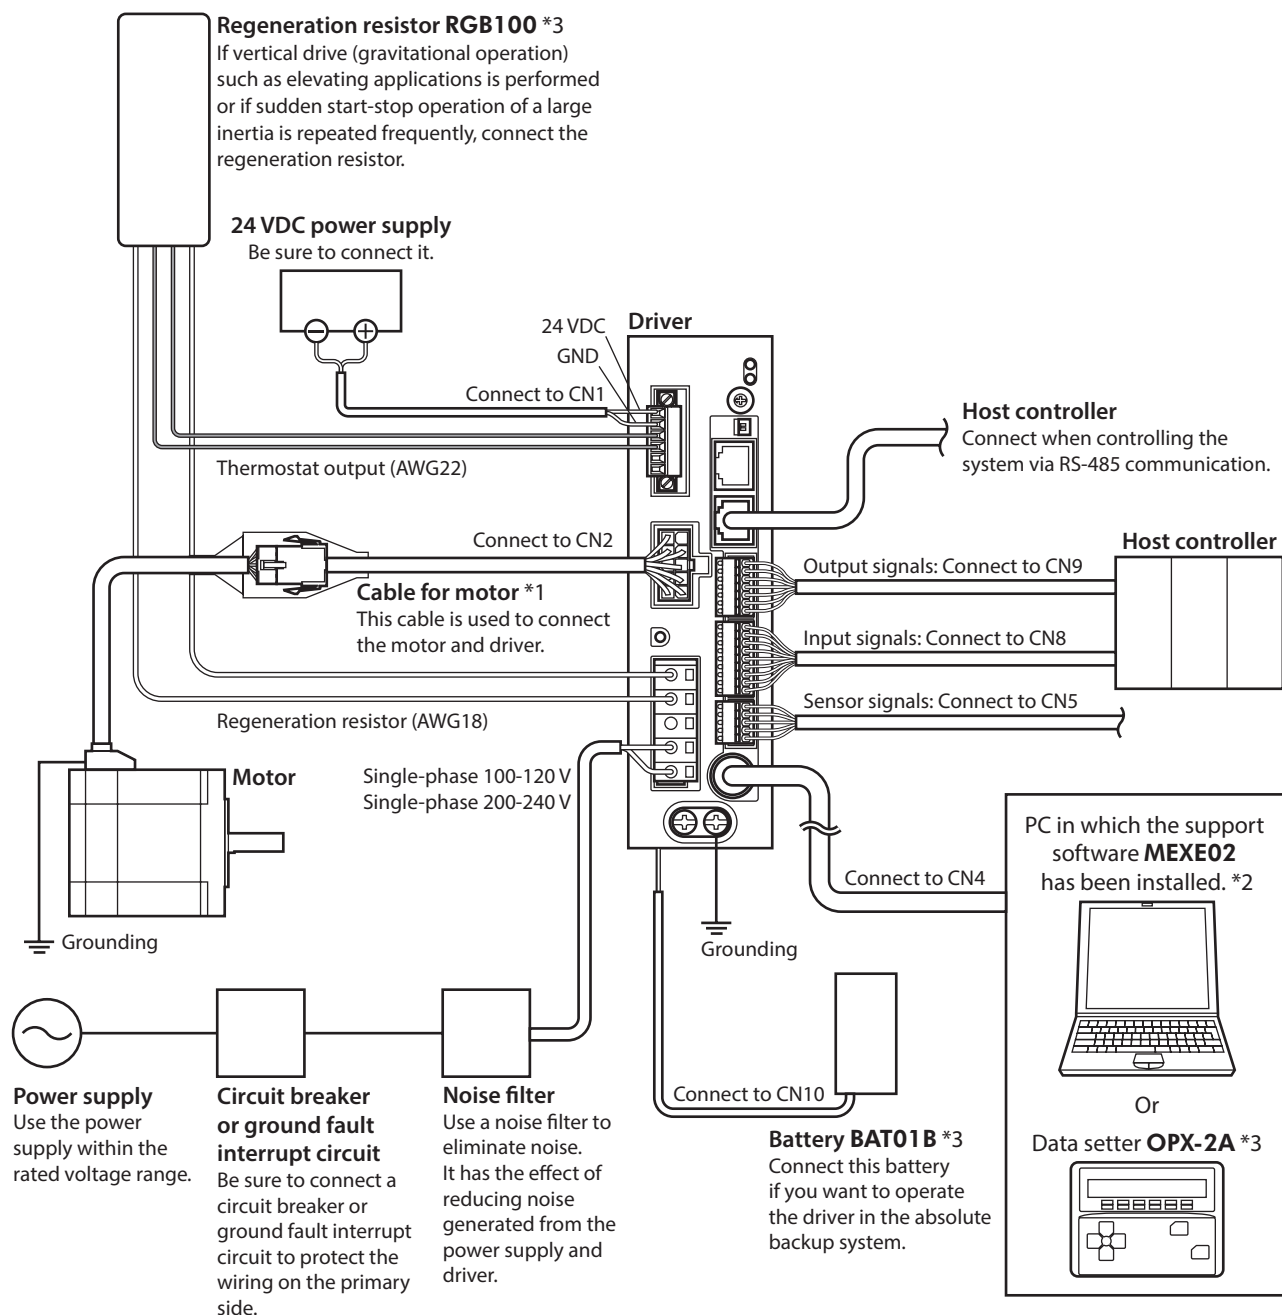 Regeneration resistor RGB100 *3
If vertical drive (gravitational operation)
such as elevating applications is performed
or if sudden start-stop operation of a large
inertia is repeated frequently, connect the
regeneration resistor.
24 VDC power supply
Be sure to connect it.
24 VDC
GND
Driver
Connect to CN1
Thermostat output (AWG22)
Host controller
Connect when controlling the
system via RS-485 communication.
Connect to CN2
Cable for motor *1
This cable is used to connect
the motor and driver.
Host controller
Output signals: Connect to CN9
Input signals: Connect to CN8
Sensor signals: Connect to CN5
Regeneration resistor (AWG18)
Motor
Single-phase 100-120 V
Single-phase 200-240 V
Grounding
Grounding
Connect to CN4
PC in which the support
software MEXE02
has been installed. *2
Or
Data setter OPX-2A *3
Connect to CN10
Battery BAT01B *3
Connect this battery
if you want to operate
the driver in the absolute
backup system.
Power supply
Use the power
supply within the
rated voltage range.
Circuit breaker
or ground fault
interrupt circuit
Be sure to connect a
circuit breaker or
ground fault interrupt
circuit to protect the
wiring on the primary
side.
Noise filter
Use a noise filter to
eliminate noise.
It has the effect of
reducing noise
generated from the
power supply and
driver.